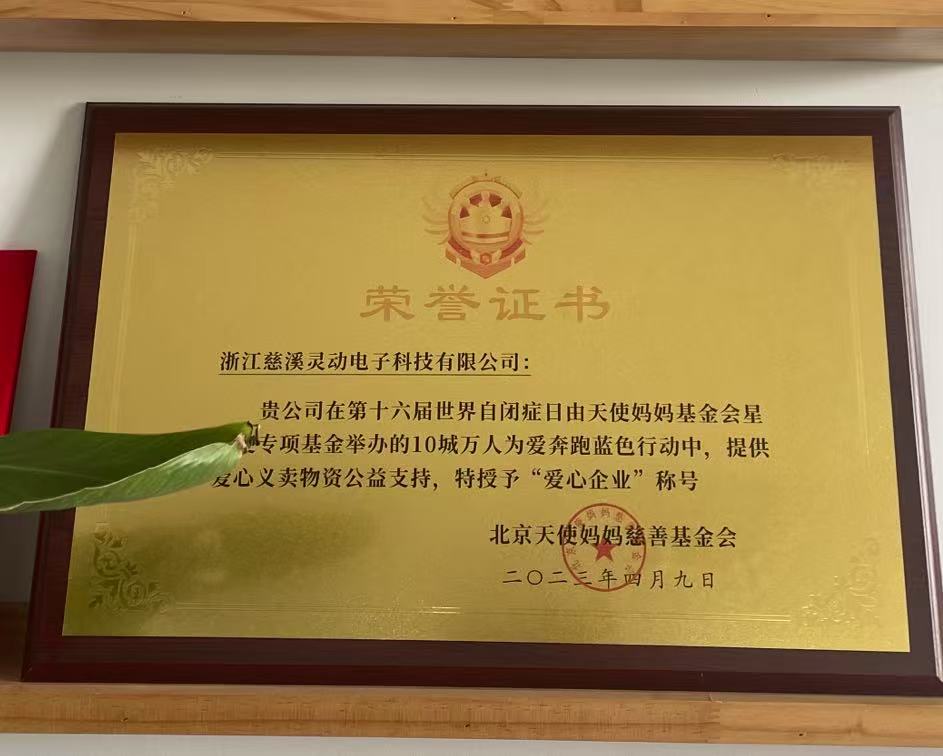 荣誉证书
浙江慈溪灵动电子科技有限公司：
贵公司在第十六届世界自闭症日由天使妈妈基金会星
专项基金举办的10城万人为爱奔跑蓝色行动中，提供
爱心义卖物资公益支持，特授予“爱心企业”称号
北京天使妈妈慈善基金会
二〇二三年四月九日